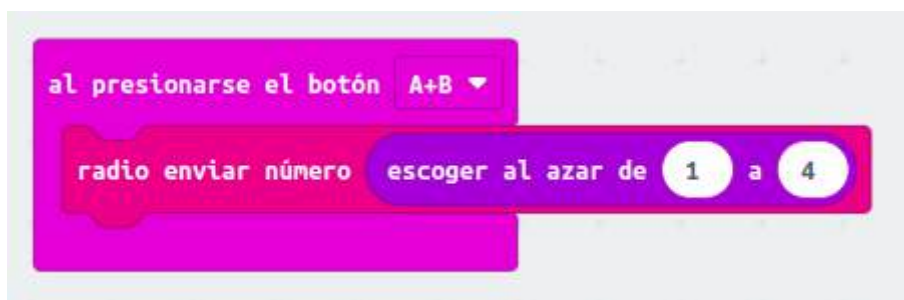 al presionarse el botón A+B
radio enviar número escoger al azar de 1 a 4